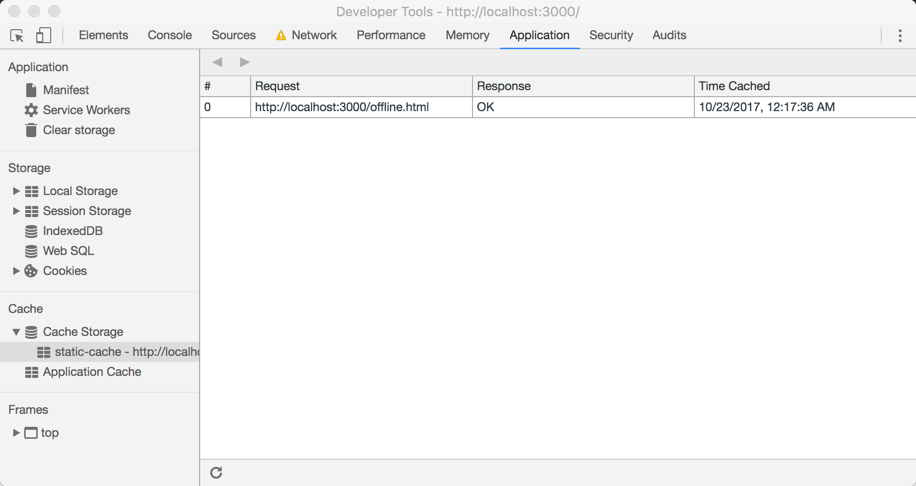 Developer Tools - http://localhost:3000/
Elements Console Sources Network Performance Memory Application Security Audits
Application
Manifest
Service Workers
Clear storage
Storage
Local Storage
Session Storage
IndexedDB
Web SQL
Cookies
Cache
Cache Storage
static-cache - http://localho
Application Cache
Frames
top
# Request Response Time Cached
0 http://localhost:3000/offline.html OK 10/23/2017, 12:17:36 AM